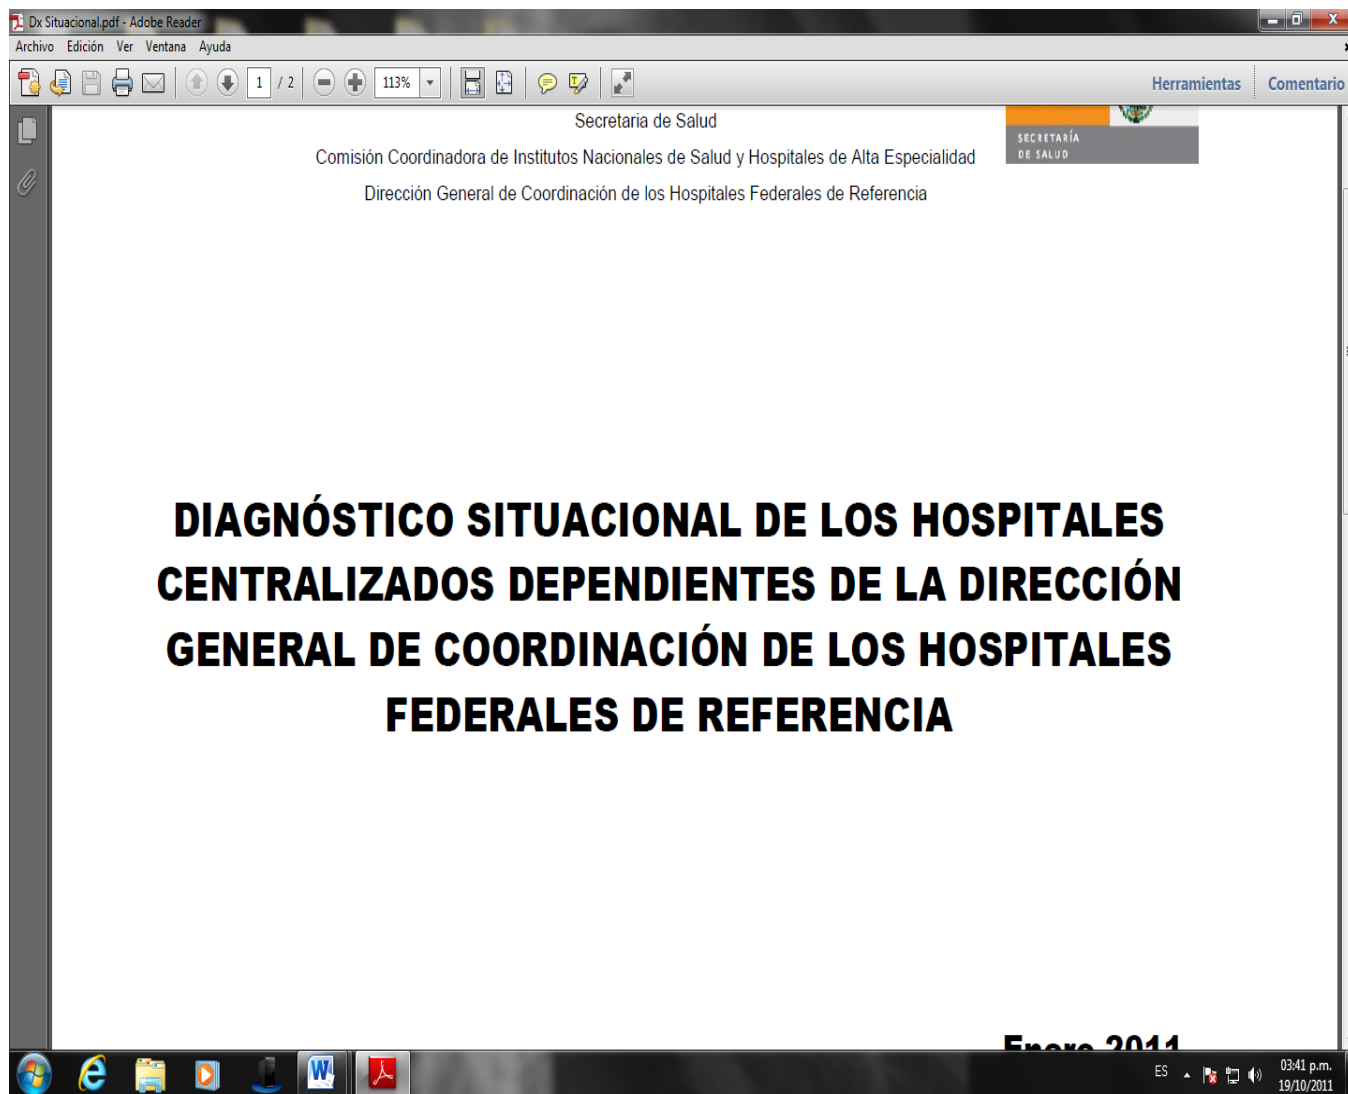 Dx Situacional.pdf - Adobe Reader
Archivo Edición Ver Ventana Ayuda
1 / 2 113% Herramientas Comentario
Secretaria de Salud
Comisión Coordinadora de Institutos Nacionales de Salud y Hospitales de Alta Especialidad
Dirección General de Coordinación de los Hospitales Federales de Referencia
SECRETARÍA
DE SALUD
DIAGNÓSTICO SITUACIONAL DE LOS HOSPITALES
CENTRALIZADOS DEPENDIENTES DE LA DIRECCIÓN
GENERAL DE COORDINACIÓN DE LOS HOSPITALES
FEDERALES DE REFERENCIA
Enero 2011
ES 03:41 p.m.
19/10/2011